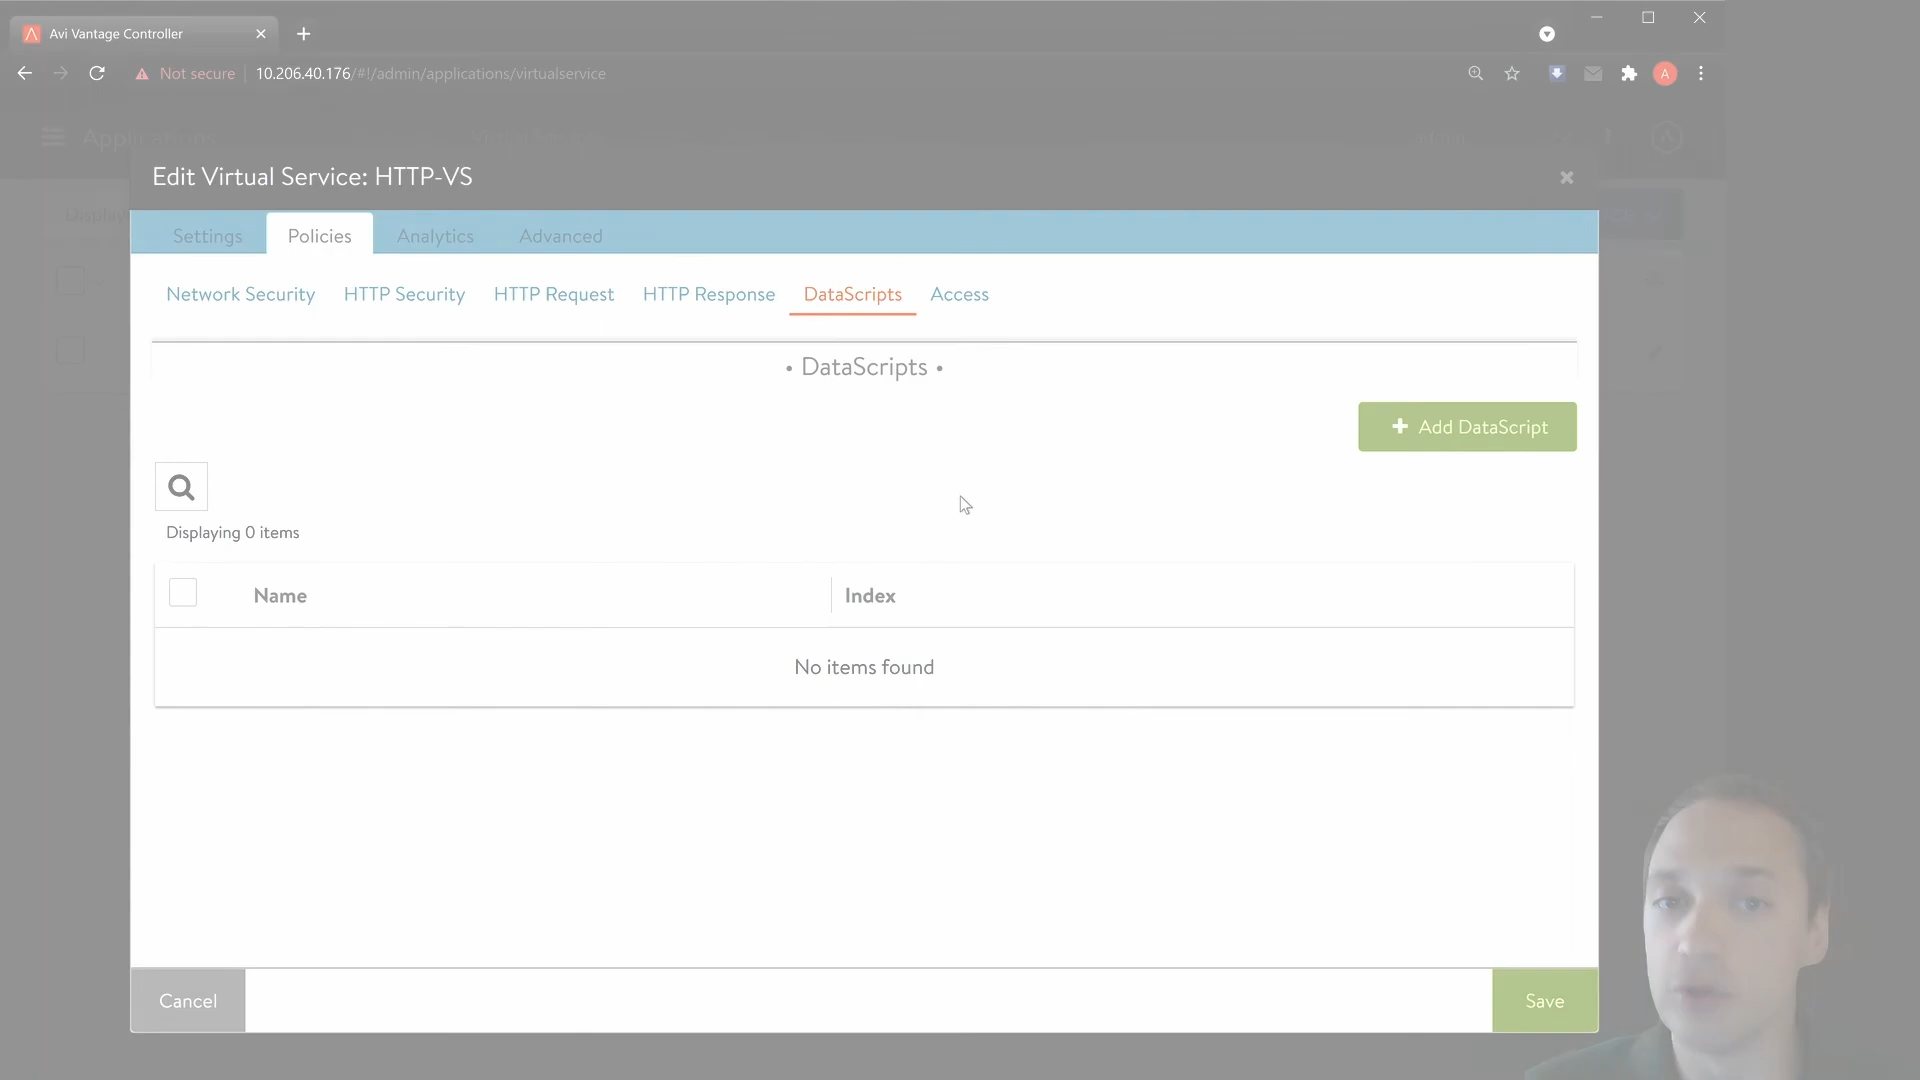 Avi Vantage Controller
Not secure
10.206.40.176/#!/admin/applications/virtualservice
A
Applications
Edit Virtual Service: HTTP-VS
Settings
Policies
Analytics
Advanced
Network Security
HTTP Security
HTTP Request
HTTP Response
DataScripts
Access
• DataScripts •
Add DataScript
Displaying 0 items
Name
Index
No items found
Cancel
Save